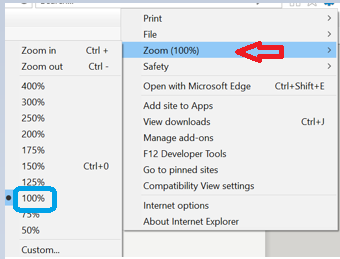 Print
File
Zoom (100%)
Safety
Open with Microsoft Edge Ctrl+Shift+E
Add site to Apps
View downloads Ctrl+J
Manage add-ons
F12 Developer Tools
Go to pinned sites
Compatibility View settings
Internet options
About Internet Explorer
Zoom in Ctrl +
Zoom out Ctrl -
400%
300%
250%
200%
175%
150% Ctrl+0
125%
100%
75%
50%
Custom...